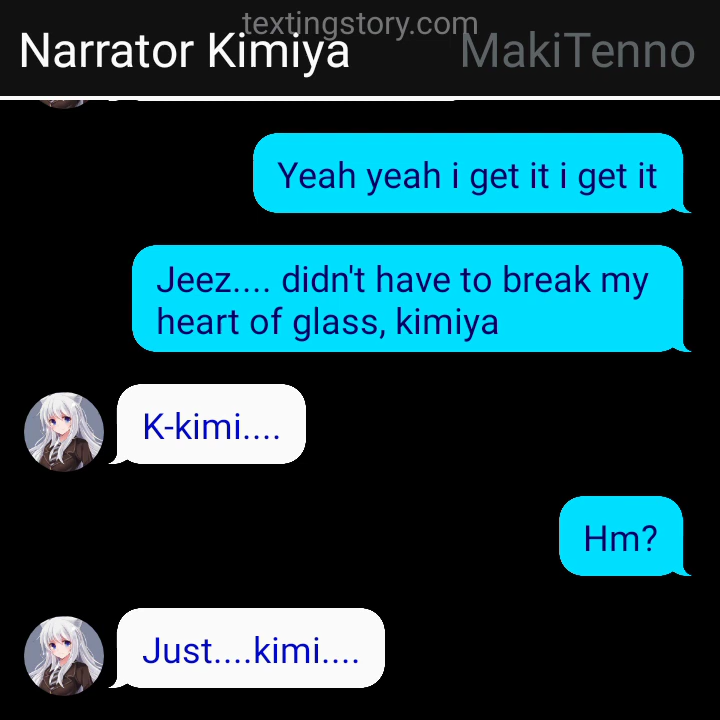 textingstory.com
Narrator Kimiya MakiTenno
Yeah yeah i get it i get it
Jeez.... didn't have to break my
heart of glass, kimiya
K-kimi....
Hm?
Just....kimi....